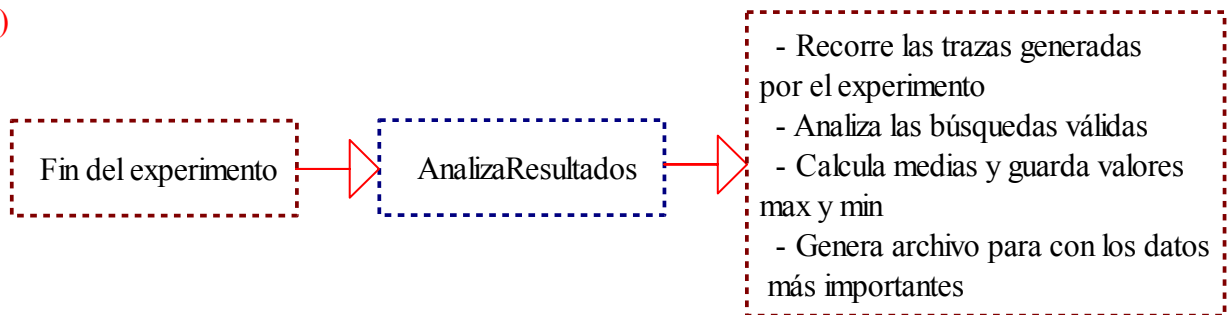 )
Fin del experimento
AnalizaResultados
- Recorre las trazas generadas
por el experimento
- Analiza las búsquedas válidas
- Calcula medias y guarda valores
max y min
- Genera archivo para con los datos
más importantes